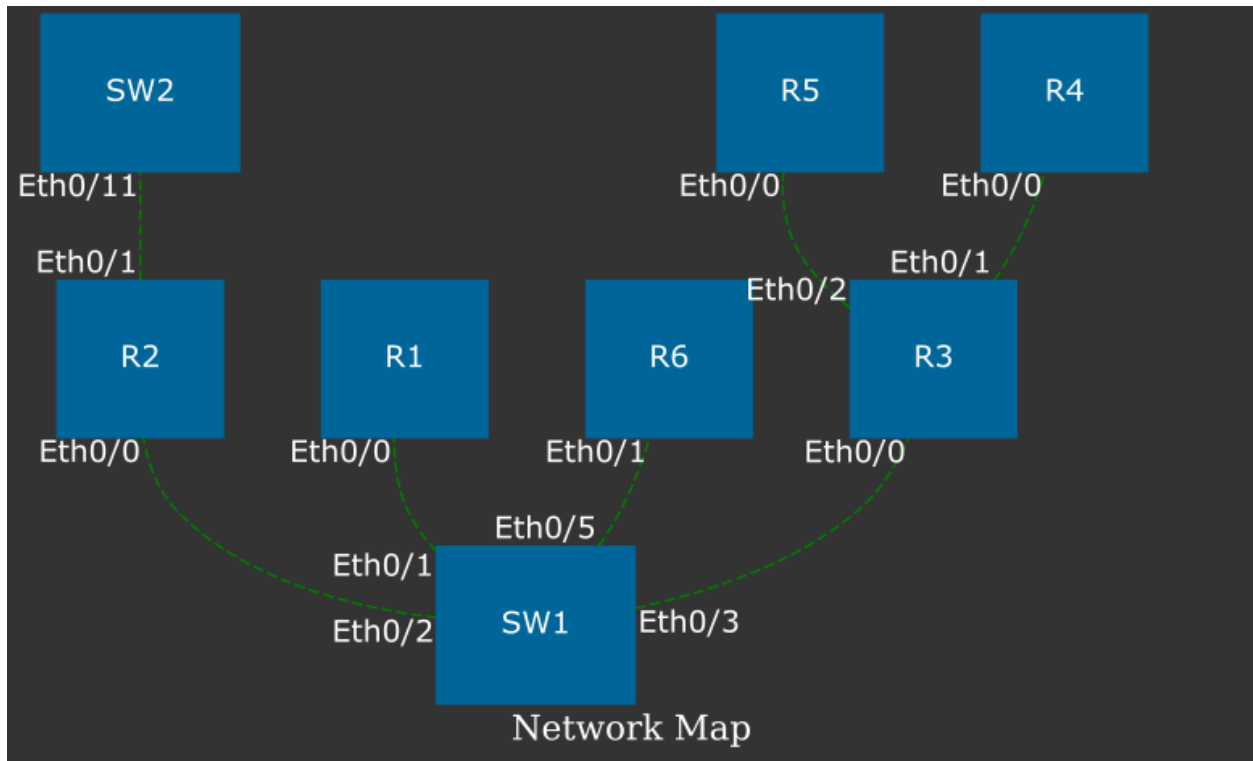 SW2
R5
R4
Eth0/11
Eth0/0
Eth0/0
Eth0/1
Eth0/1
Eth0/2
R2
R1
R6
R3
Eth0/0
Eth0/0
Eth0/1
Eth0/0
Eth0/5
Eth0/1
Eth0/2
SW1
Eth0/3
Network Map